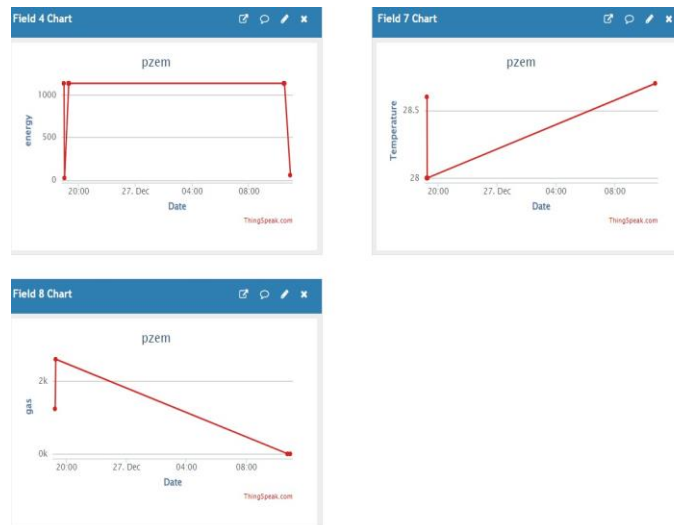 Field 4 Chart
pzem
1000
500
0
energy
20:00 27. Dec 04:00 08:00
Date
ThingSpeak.com
Field 7 Chart
pzem
28.5
28
Temperature
20:00 27. Dec 04:00 08:00
Date
ThingSpeak.com
Field 8 Chart
pzem
2k
0k
gas
20:00 27. Dec 04:00 08:00
Date
ThingSpeak.com